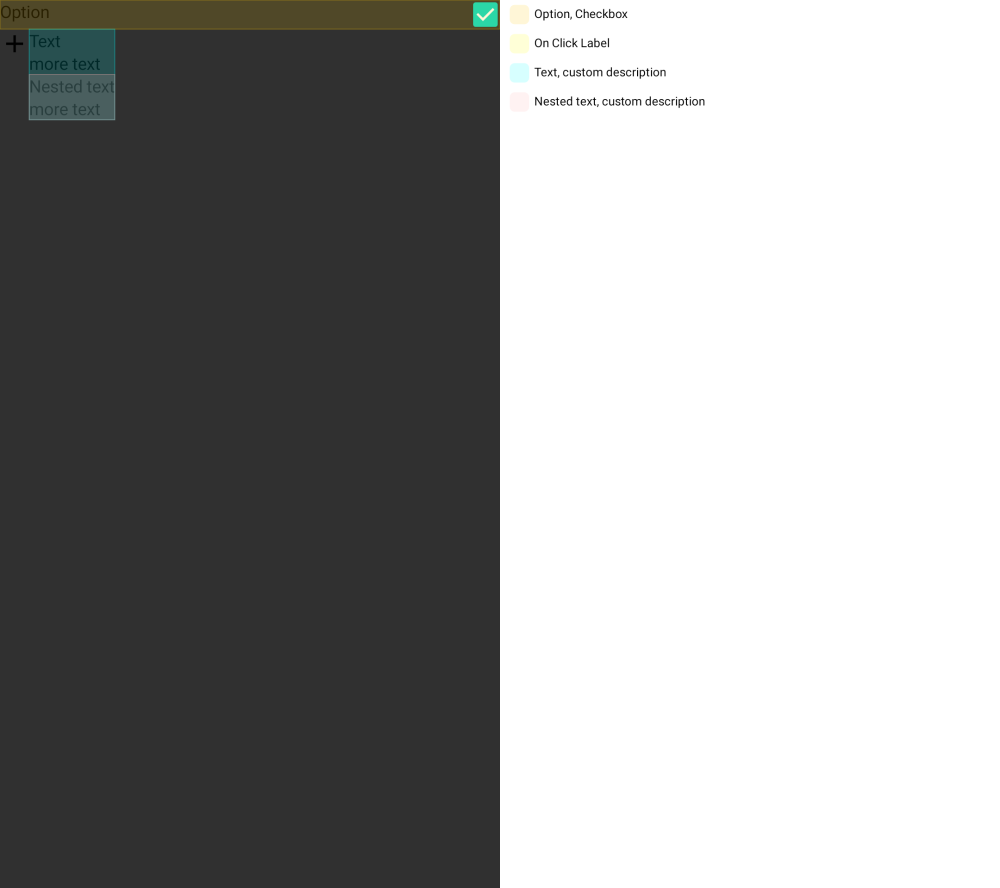 Option
Text
more text
Nested text
more text
Option, Checkbox
On Click Label
Text, custom description
Nested text, custom description